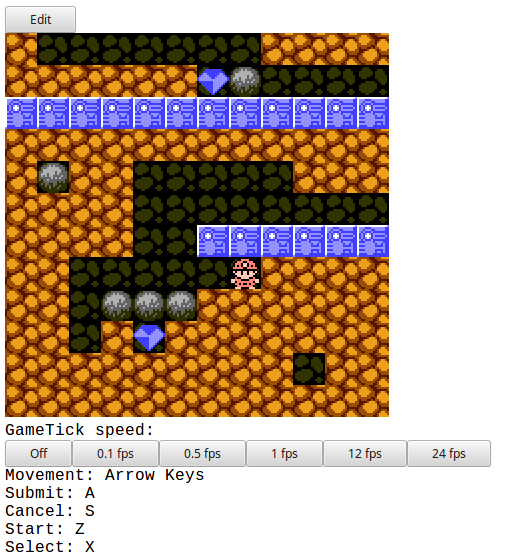 Edit
GameTick speed:
Off 0.1 fps 0.5 fps 1 fps 12 fps 24 fps
Movement: Arrow Keys
Submit: A
Cancel: S
Start: Z
Select: X